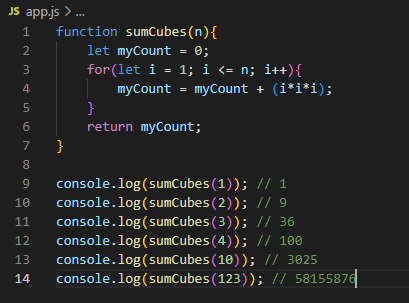 JS app.js > ...
1 function sumCubes(n){
2 let myCount = 0;
3 for(let i = 1; i <= n; i++){
4 myCount = myCount + (i*i*i);
5 }
6 return myCount;
7 }
8
9 console.log(sumCubes(1)); // 1
10 console.log(sumCubes(2)); // 9
11 console.log(sumCubes(3)); // 36
12 console.log(sumCubes(4)); // 100
13 console.log(sumCubes(10)); // 3025
14 console.log(sumCubes(123)); // 58155876